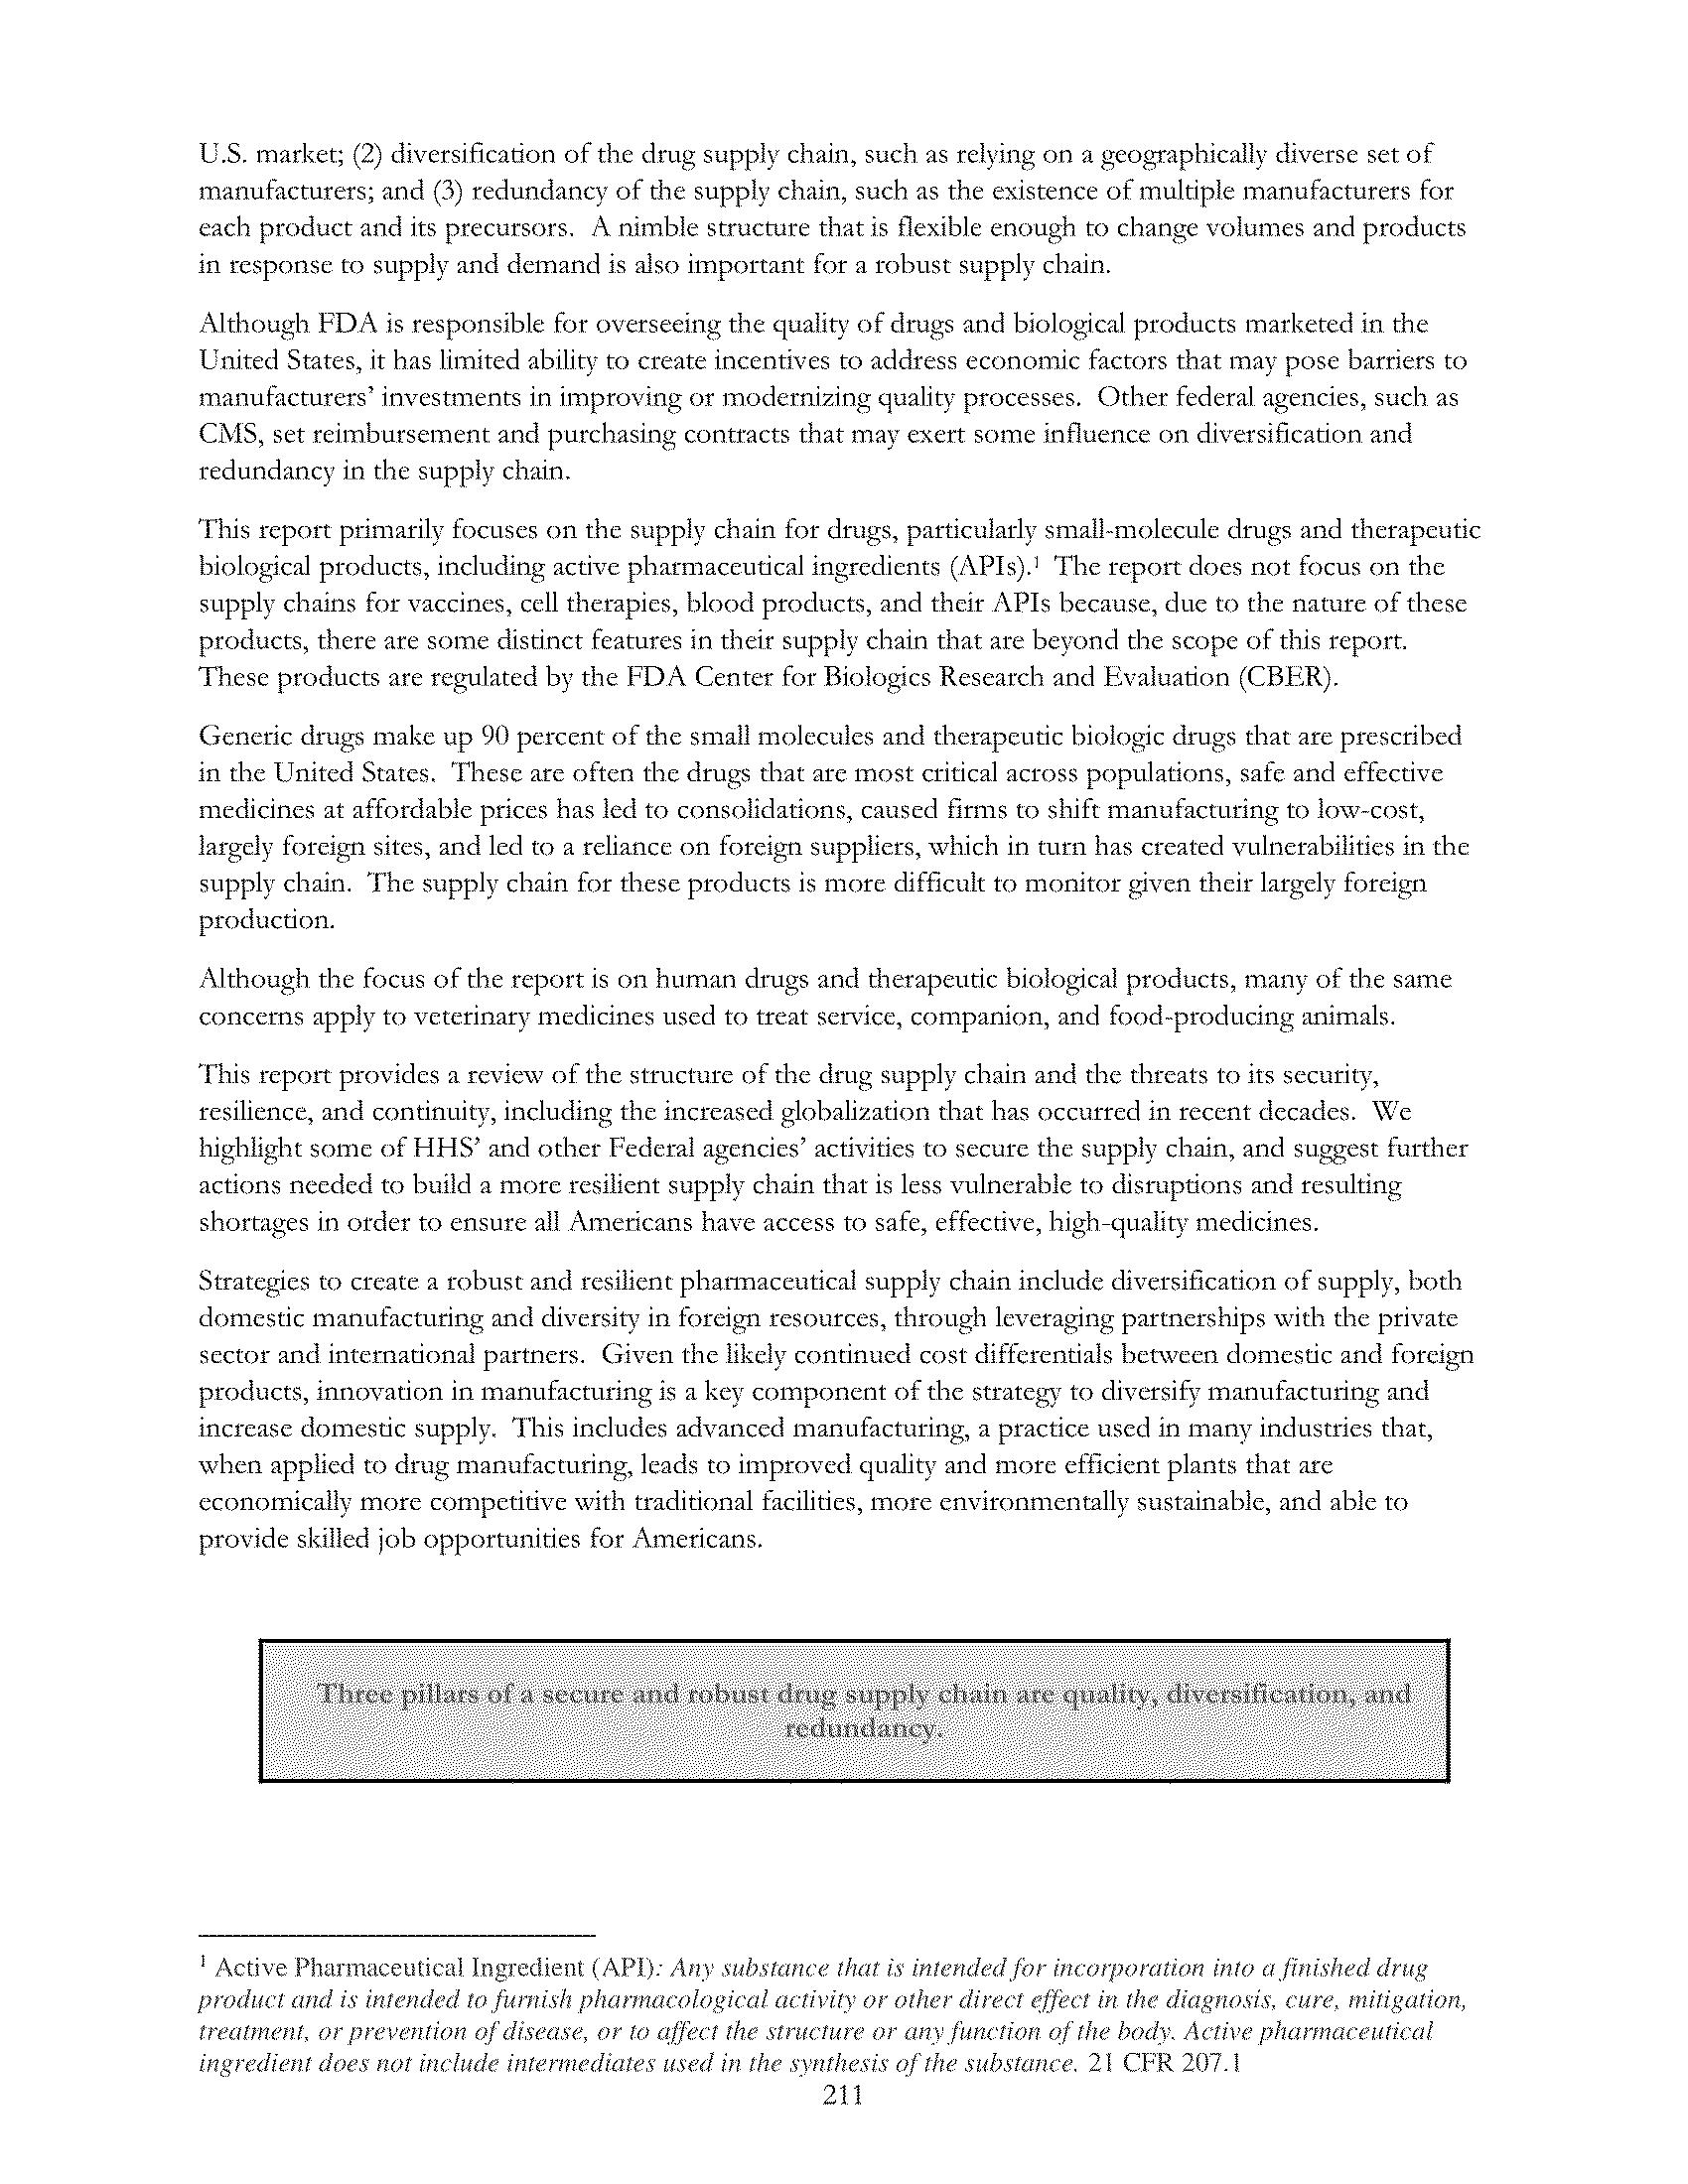 U.S. market; (2) diversification of the drug supply chain, such as relying on a geographically diverse set of
manufacturers; and (3) redundancy of the supply chain, such as the existence of multiple manufacturers for
each product and its precursors.  A nimble structure that is flexible enough to change volumes and products
in response to supply and demand is also important for a robust supply chain.
Although FDA is responsible for overseeing the quality of drugs and biological products marketed in the
United States, it has limited ability to create incentives to address economic factors that may pose barriers to
manufacturers’ investments in improving or modernizing quality processes.  Other federal agencies, such as
CMS, set reimbursement and purchasing contracts that may exert some influence on diversification and
redundancy in the supply chain.
This report primarily focuses on the supply chain for drugs, particularly small-molecule drugs and therapeutic
biological products, including active pharmaceutical ingredients (APIs).¹  The report does not focus on the
supply chains for vaccines, cell therapies, blood products, and their APIs because, due to the nature of these
products, there are some distinct features in their supply chain that are beyond the scope of this report.
These products are regulated by the FDA Center for Biologics Research and Evaluation (CBER).
Generic drugs make up 90 percent of the small molecules and therapeutic biologic drugs that are prescribed
in the United States.  These are often the drugs that are most critical across populations, safe and effective
medicines at affordable prices has led to consolidations, caused firms to shift manufacturing to low-cost,
largely foreign sites, and led to a reliance on foreign suppliers, which in turn has created vulnerabilities in the
supply chain.  The supply chain for these products is more difficult to monitor given their largely foreign
production.
Although the focus of the report is on human drugs and therapeutic biological products, many of the same
concerns apply to veterinary medicines used to treat service, companion, and food-producing animals.
This report provides a review of the structure of the drug supply chain and the threats to its security,
resilience, and continuity, including the increased globalization that has occurred in recent decades.  We
highlight some of HHS’ and other Federal agencies’ activities to secure the supply chain, and suggest further
actions needed to build a more resilient supply chain that is less vulnerable to disruptions and resulting
shortages in order to ensure all Americans have access to safe, effective, high-quality medicines.
Strategies to create a robust and resilient pharmaceutical supply chain include diversification of supply, both
domestic manufacturing and diversity in foreign resources, through leveraging partnerships with the private
sector and international partners.  Given the likely continued cost differentials between domestic and foreign
products, innovation in manufacturing is a key component of the strategy to diversify manufacturing and
increase domestic supply.  This includes advanced manufacturing, a practice used in many industries that,
when applied to drug manufacturing, leads to improved quality and more efficient plants that are
economically more competitive with traditional facilities, more environmentally sustainable, and able to
provide skilled job opportunities for Americans.
Three pillars of a secure and robust drug supply chain are quality, diversification, and
redundancy.
¹ Active Pharmaceutical Ingredient (API): Any substance that is intended for incorporation into a finished drug
product and is intended to furnish pharmacological activity or other direct effect in the diagnosis, cure, mitigation,
treatment, or prevention of disease, or to affect the structure or any function of the body. Active pharmaceutical
ingredient does not include intermediates used in the synthesis of the substance. 21 CFR 207.1
211